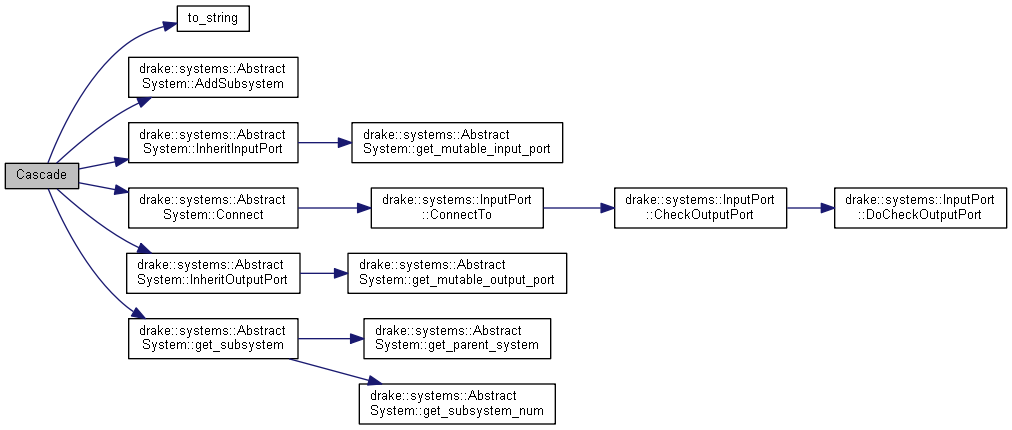 to_string
drake::systems::Abstract
System::AddSubsystem
drake::systems::Abstract
System::InheritInputPort
drake::systems::Abstract
System::get_mutable_input_port
Cascade
drake::systems::Abstract
System::Connect
drake::systems::InputPort
::ConnectTo
drake::systems::InputPort
::CheckOutputPort
drake::systems::InputPort
::DoCheckOutputPort
drake::systems::Abstract
System::InheritOutputPort
drake::systems::Abstract
System::get_mutable_output_port
drake::systems::Abstract
System::get_subsystem
drake::systems::Abstract
System::get_parent_system
drake::systems::Abstract
System::get_subsystem_num